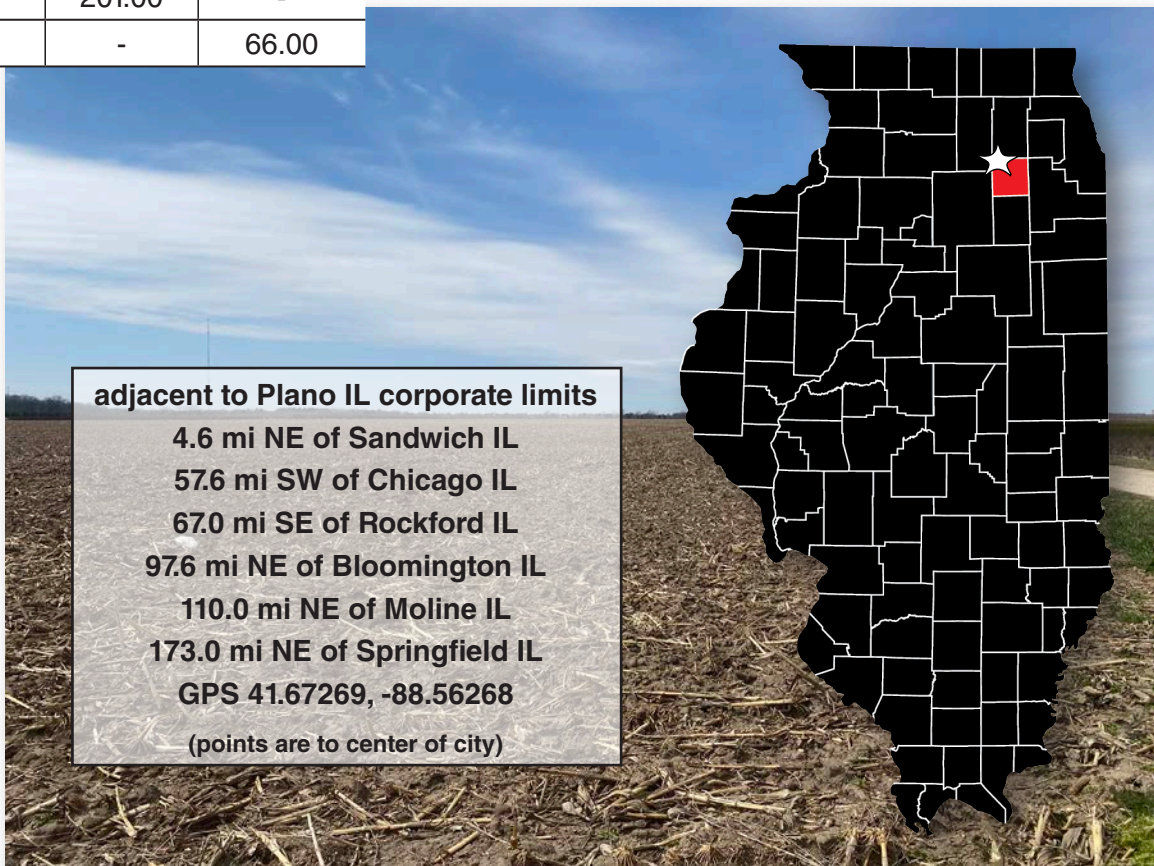 201.00 -
- 66.00
adjacent to Plano IL corporate limits
4.6 mi NE of Sandwich IL
57.6 mi SW of Chicago IL
67.0 mi SE of Rockford IL
97.6 mi NE of Bloomington IL
110.0 mi NE of Moline IL
173.0 mi NE of Springfield IL
GPS 41.67269, -88.56268
(points are to center of city)